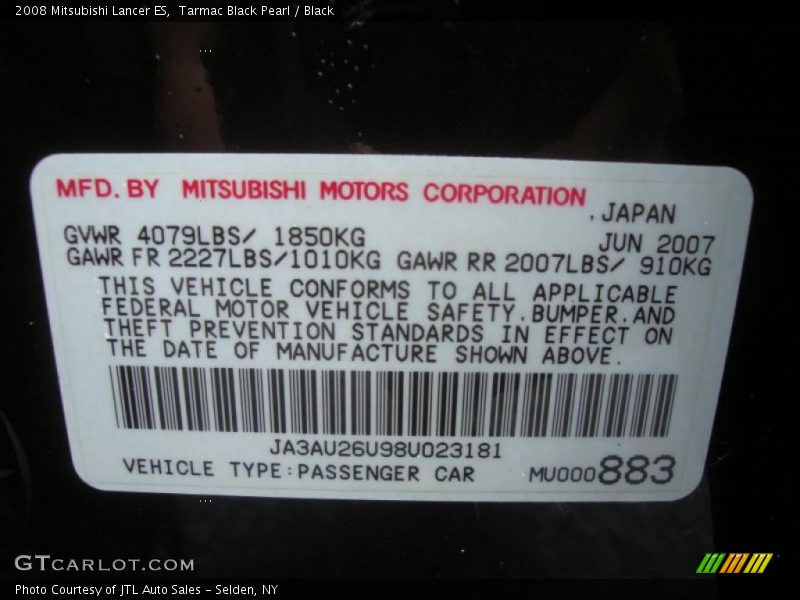 2008 Mitsubishi Lancer ES,  Tarmac Black Pearl / Black
MFD. BY MITSUBISHI MOTORS CORPORATION
.JAPAN
GVWR 4079LBS/ 1850KG
JUN 2007
GAWR FR 2227LBS/1010KG GAWR RR 2007LBS/ 910KG
THIS VEHICLE CONFORMS TO ALL APPLICABLE
FEDERAL MOTOR VEHICLE SAFETY.BUMPER.AND
THEFT PREVENTION STANDARDS IN EFFECT ON
THE DATE OF MANUFACTURE SHOWN ABOVE.
JA3AU26U98U023181
VEHICLE TYPE:PASSENGER CAR
MU000883
GTCARLOT.COM
Photo Courtesy of JTL Auto Sales - Selden, NY